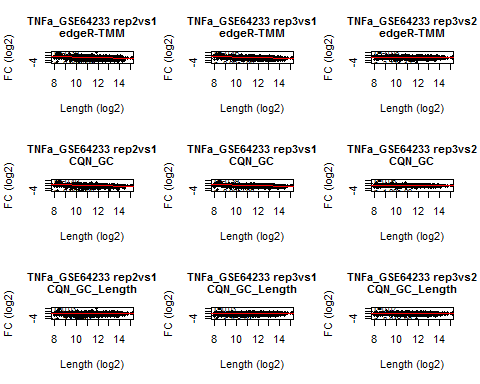 TNFa_GSE64233 rep2vs1
edgeR-TMM
FC (log2)
-4
8 10 12 14
Length (log2)
TNFa_GSE64233 rep3vs1
edgeR-TMM
FC (log2)
-4
8 10 12 14
Length (log2)
TNFa_GSE64233 rep3vs2
edgeR-TMM
FC (log2)
-4
8 10 12 14
Length (log2)
TNFa_GSE64233 rep2vs1
CQN_GC
FC (log2)
-4
8 10 12 14
Length (log2)
TNFa_GSE64233 rep3vs1
CQN_GC
FC (log2)
-4
8 10 12 14
Length (log2)
TNFa_GSE64233 rep3vs2
CQN_GC
FC (log2)
-4
8 10 12 14
Length (log2)
TNFa_GSE64233 rep2vs1
CQN_GC_Length
FC (log2)
-4
8 10 12 14
Length (log2)
TNFa_GSE64233 rep3vs1
CQN_GC_Length
FC (log2)
-4
8 10 12 14
Length (log2)
TNFa_GSE64233 rep3vs2
CQN_GC_Length
FC (log2)
-4
8 10 12 14
Length (log2)